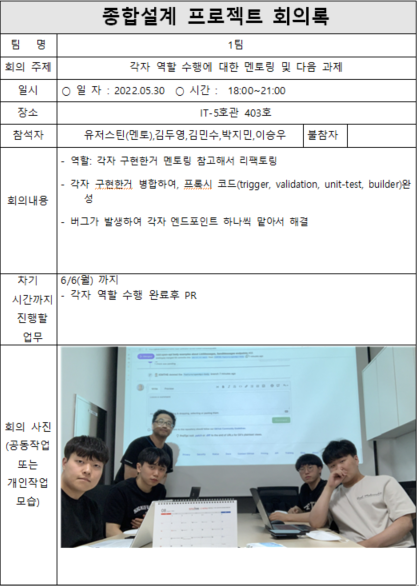 종합설계 프로젝트 회의록
팀 명
1팀
회의 주제
각자 역할 수행에 대한 멘토링 및 다음 과제
일시
○ 일 자 : 2022.05.30 ○ 시간 : 18:00~21:00
장소
IT-5호관 403호
참석자
유저스틴(멘토),김두영,김민수,박지민,이승우
불참자
회의내용
- 역할: 각자 구현한거 멘토링 참고해서 리팩토링
- 각자 구현한거 병합하여, 프록시 코드(trigger, validation, unit-test, builder)완
성
- 버그가 발생하여 각자 엔드포인트 하나씩 맡아서 해결
차기
시간까지
진행할
업무
6/6(월) 까지
- 각자 역할 수행 완료후 PR
회의 사진
(공동작업
또는
개인작업
모습)